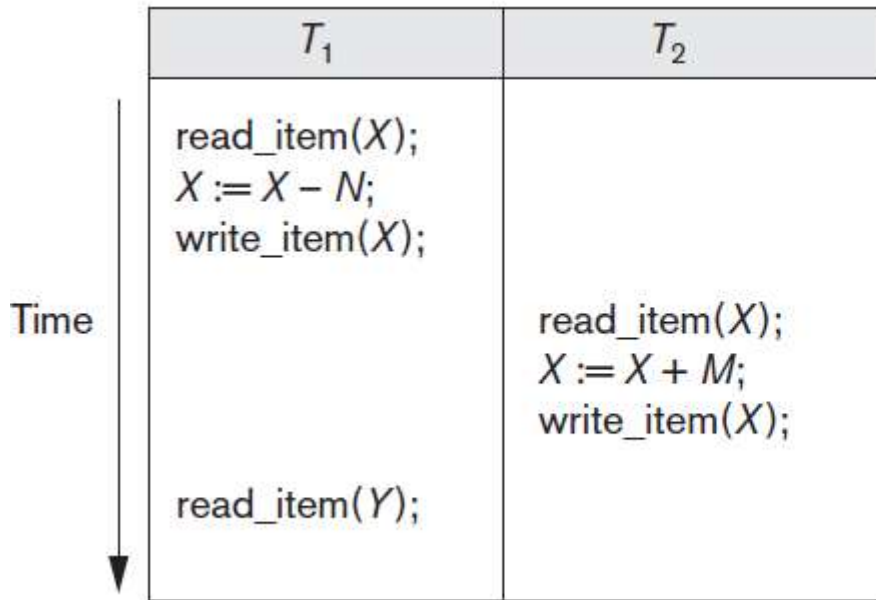 T₁ T₂
read_item(X);
X := X – N;
write_item(X);
Time
read_item(X);
X := X + M;
write_item(X);
read_item(Y);